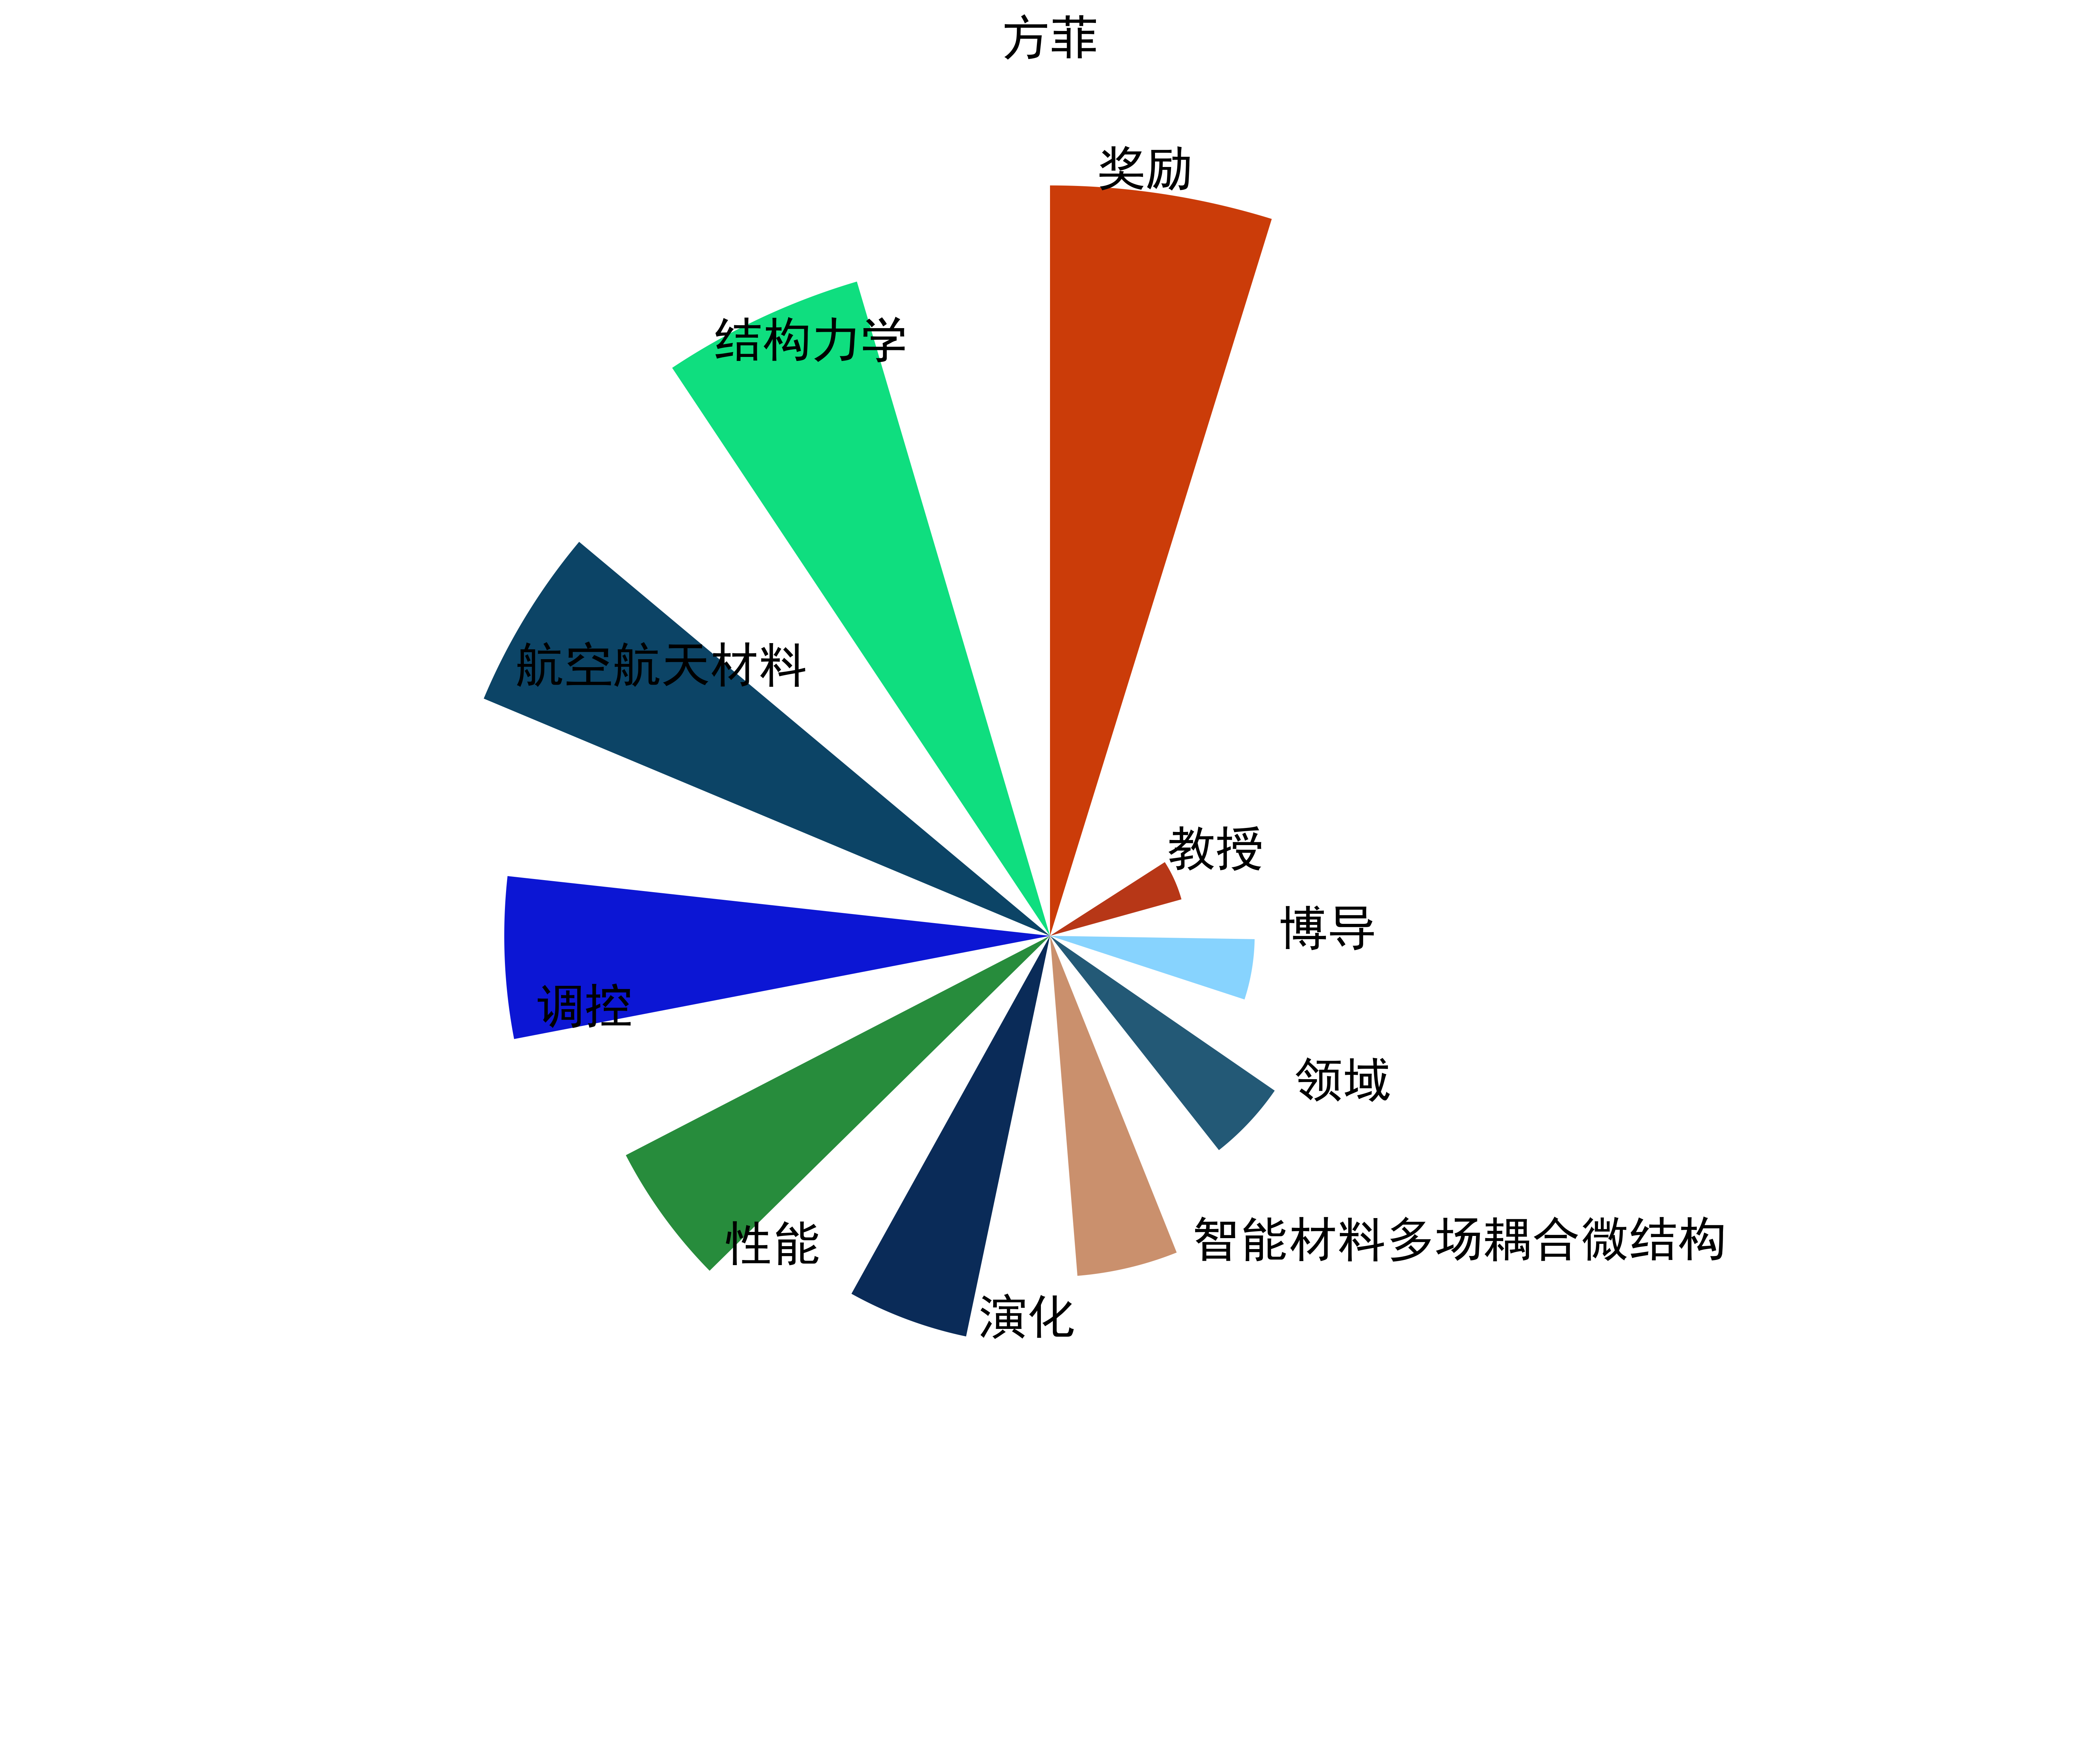 方菲
奖励
结构力学
航空航天材料
教授
博导
调控
领域
性能
智能材料多场耦合微结构
演化